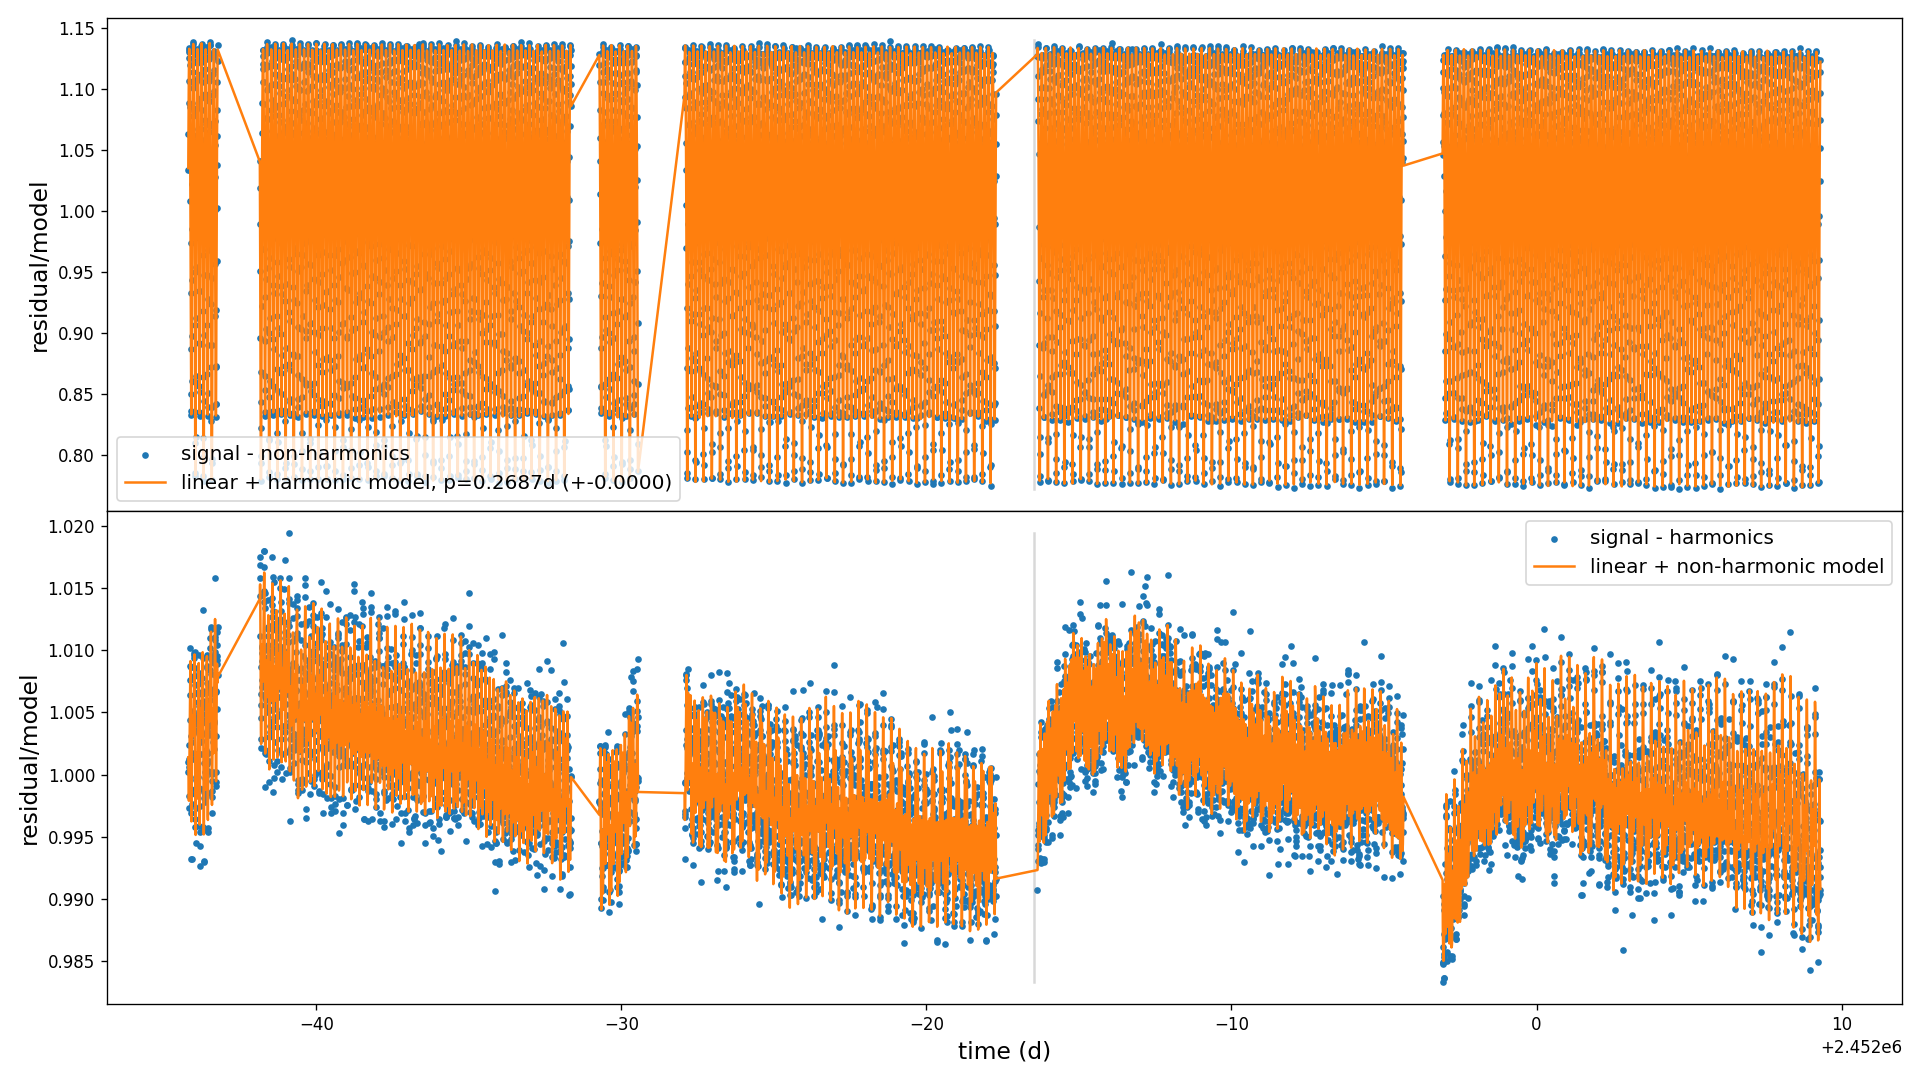 1.15
1.10
1.05
1.00
0.95
0.90
0.85
0.80
residual/model
signal - non-harmonics
linear + harmonic model, p=0.2687d (+-0.0000)
1.020
1.015
1.010
1.005
1.000
0.995
0.990
0.985
residual/model
signal - harmonics
linear + non-harmonic model
−40 −30 −20 −10 0 10
time (d)
+2.452e6